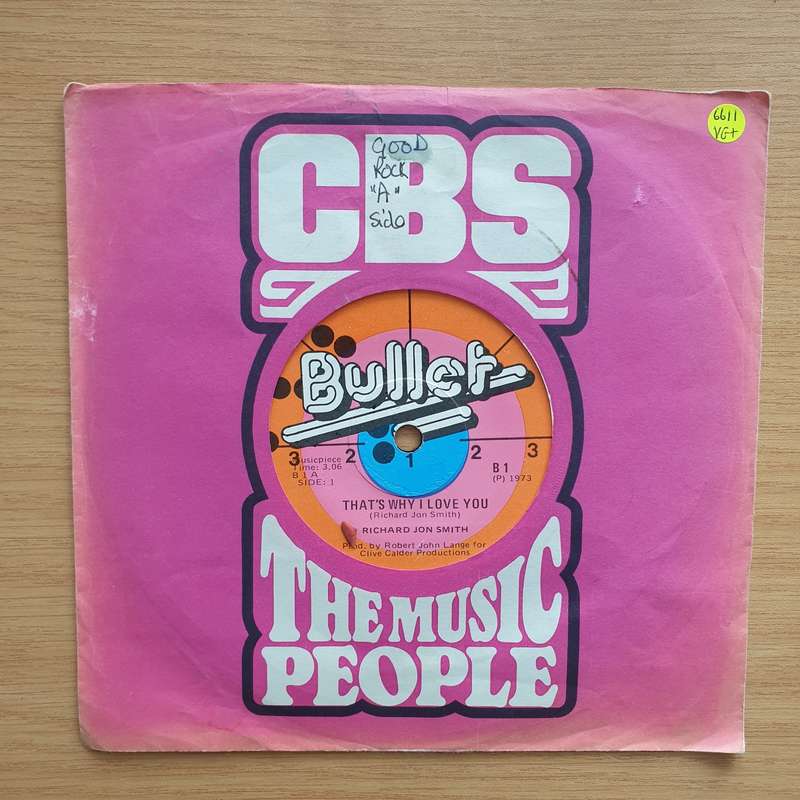 CBS
GOOD
ROCK
"A"
Side
6611
VG+
Bullet
3 2 1 2 3
Musicpiece
Time: 3.06
B 1 A
SIDE: 1
B 1
(P) 1973
THAT'S WHY I LOVE YOU
(Richard Jon Smith)
RICHARD JON SMITH
Prod. by Robert John Lange for
Clive Calder Productions
THE MUSIC
PEOPLE